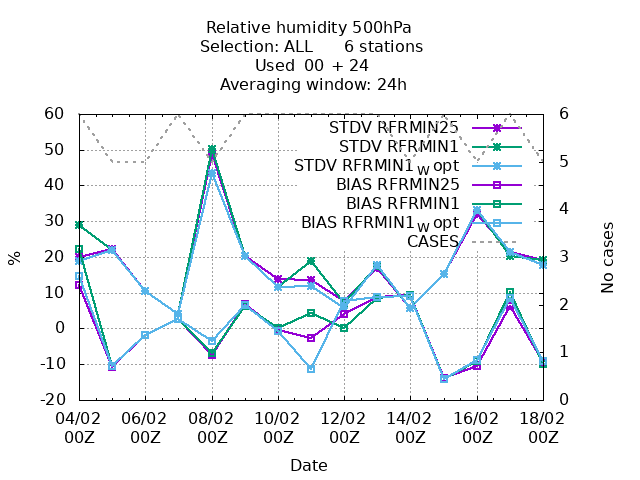 Relative humidity 500hPa
Selection: ALL 6 stations
Used 00 + 24
Averaging window: 24h
60 6
STDV RFRMIN25
STDV RFRMIN1
50 5
STDV RFRMIN1w opt
40 BIAS RFRMIN25
BIAS RFRMIN1 4
30 BIAS RFRMIN1w opt
CASES
20 3
10 2
0
-10 1
-20 0
%
No cases
04/02 06/02 08/02 10/02 12/02 14/02 16/02 18/02
00Z 00Z 00Z 00Z 00Z 00Z 00Z 00Z
Date